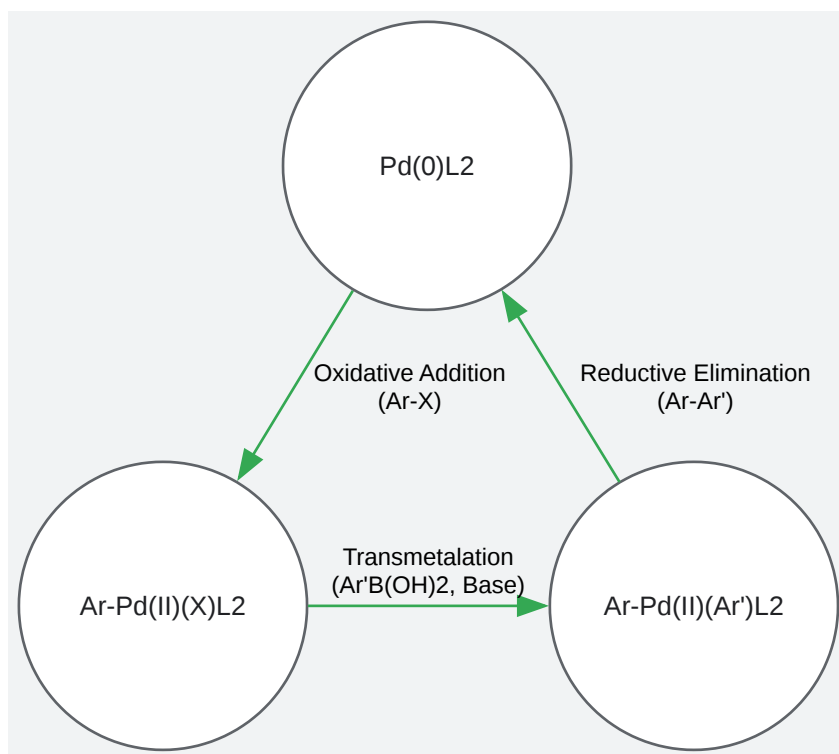 Pd(0)L2
Oxidative Addition
(Ar-X)
Reductive Elimination
(Ar-Ar')
Transmetalation
(Ar'B(OH)2, Base)
Ar-Pd(II)(X)L2
Ar-Pd(II)(Ar')L2